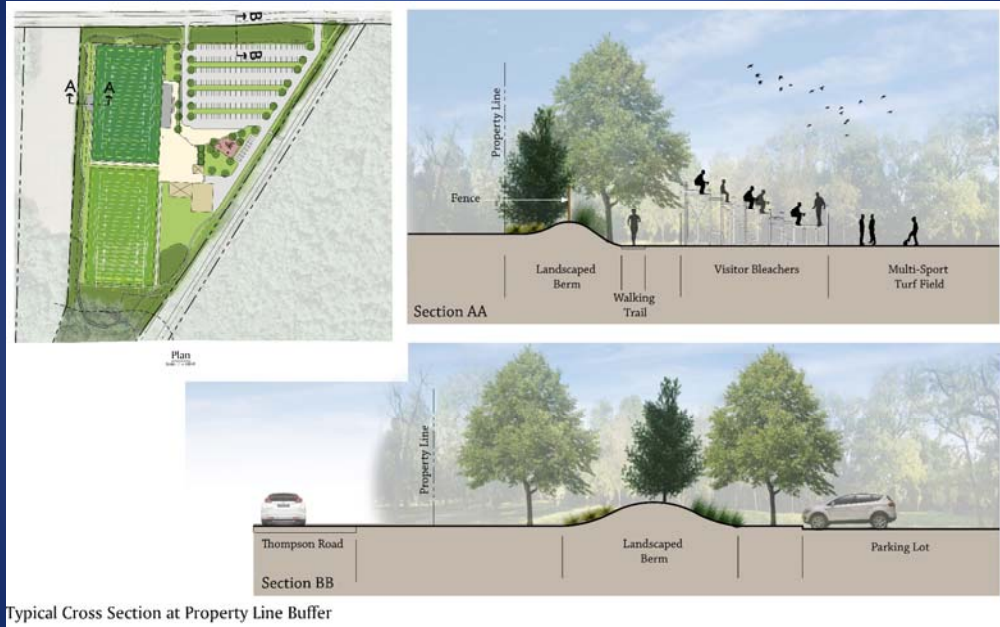 B
B
A A
Plan
Property Line
Fence
Landscaped
Berm
Walking
Trail
Visitor Bleachers
Multi-Sport
Turf Field
Section AA
Property Line
Thompson Road
Landscaped
Berm
Parking Lot
Section BB
Typical Cross Section at Property Line Buffer